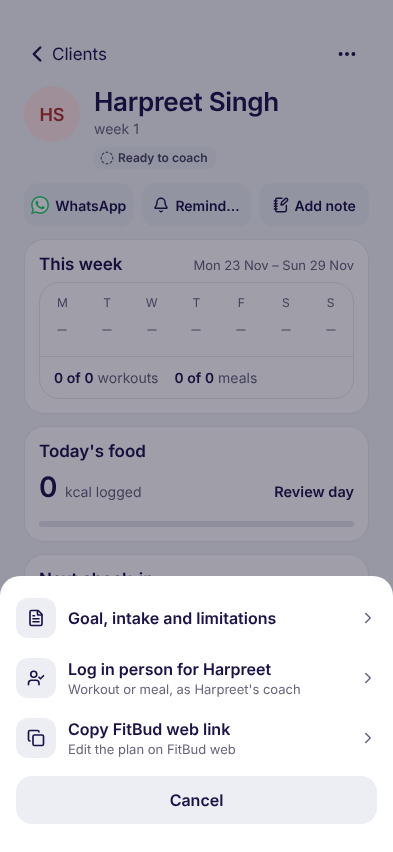 Clients
Harpreet Singh
HS
week 1
Ready to coach
WhatsApp
Remind...
Add note
This week
Mon 23 Nov – Sun 29 Nov
M T W T F S S
– – – – – – –
0 of 0 workouts 0 of 0 meals
Today's food
0 kcal logged
Review day
Goal, intake and limitations
Log in person for Harpreet
Workout or meal, as Harpreet's coach
Copy FitBud web link
Edit the plan on FitBud web
Cancel